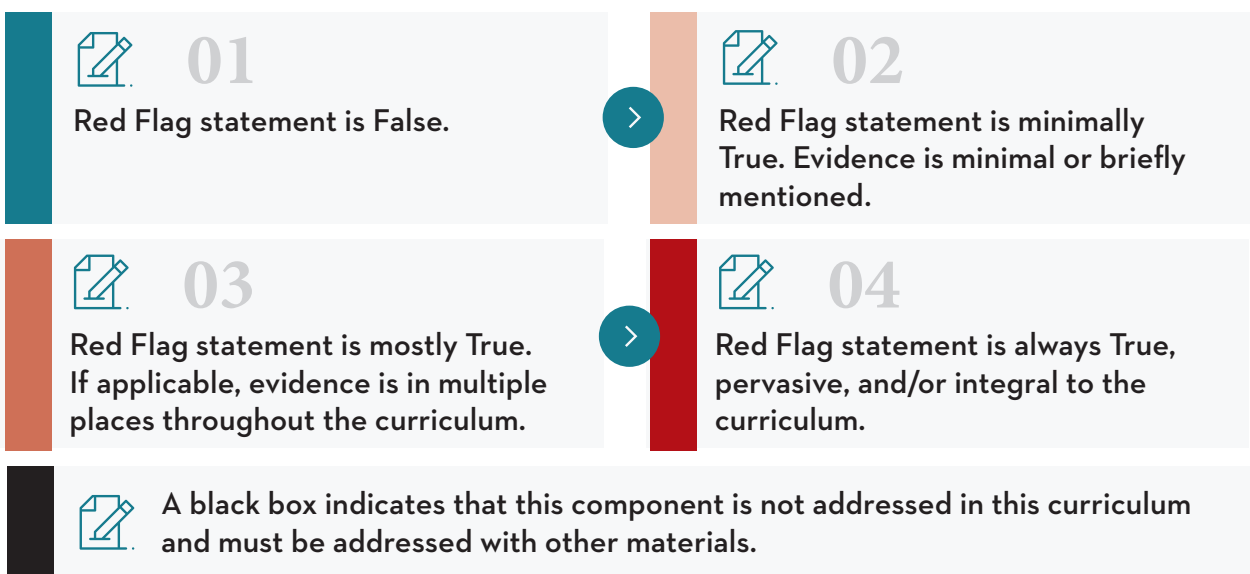 01
Red Flag statement is False.
02
Red Flag statement is minimally
True. Evidence is minimal or briefly
mentioned.
03
Red Flag statement is mostly True.
If applicable, evidence is in multiple
places throughout the curriculum.
04
Red Flag statement is always True,
pervasive, and/or integral to the
curriculum.
A black box indicates that this component is not addressed in this curriculum
and must be addressed with other materials.